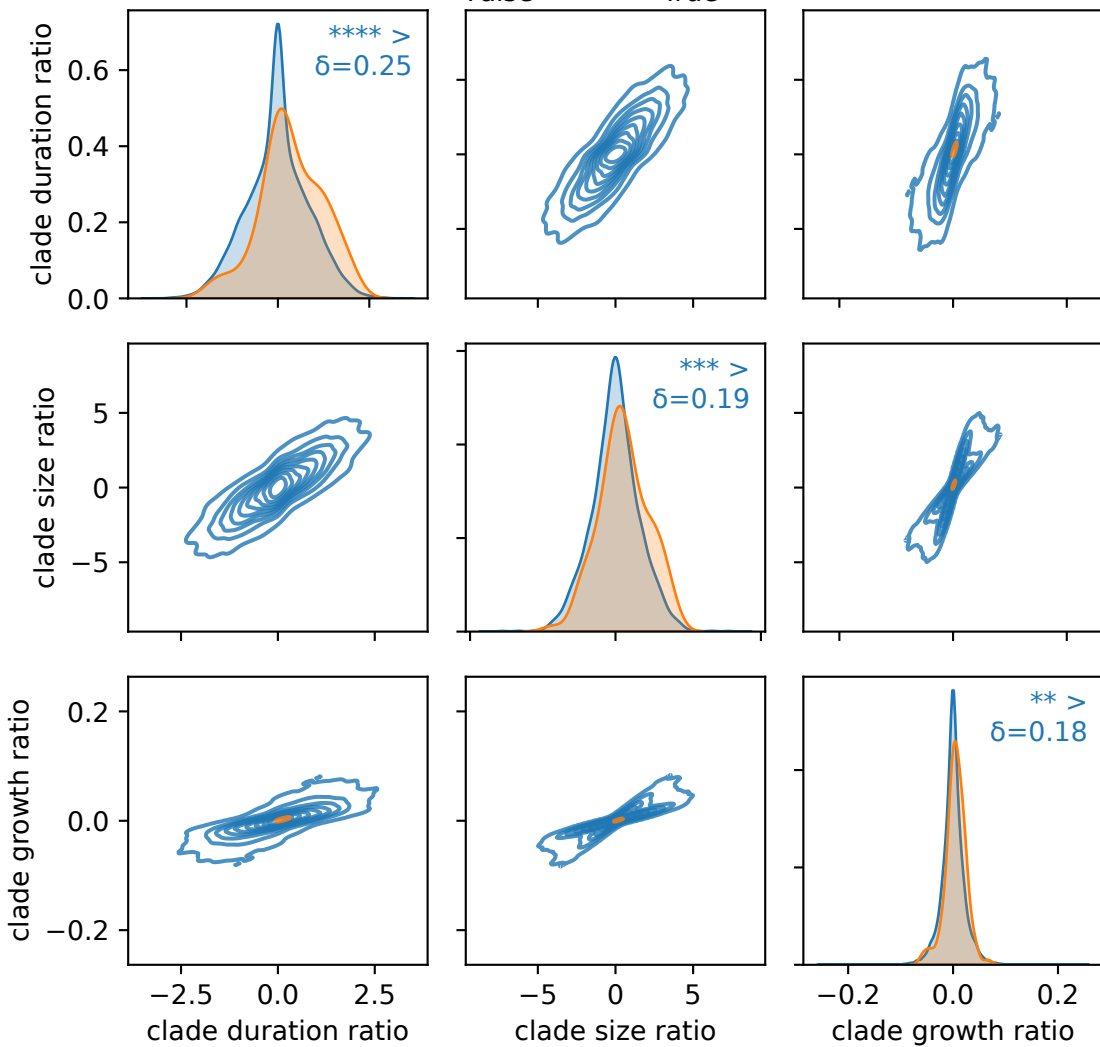 **** >
δ=0.25
clade duration ratio
0.6
0.4
0.2
0.0
*** >
δ=0.19
clade size ratio
5
0
−5
** >
δ=0.18
clade growth ratio
0.2
0.0
−0.2
−2.5 0.0 2.5
−5 0 5
−0.2 0.0 0.2
clade duration ratio
clade size ratio
clade growth ratio